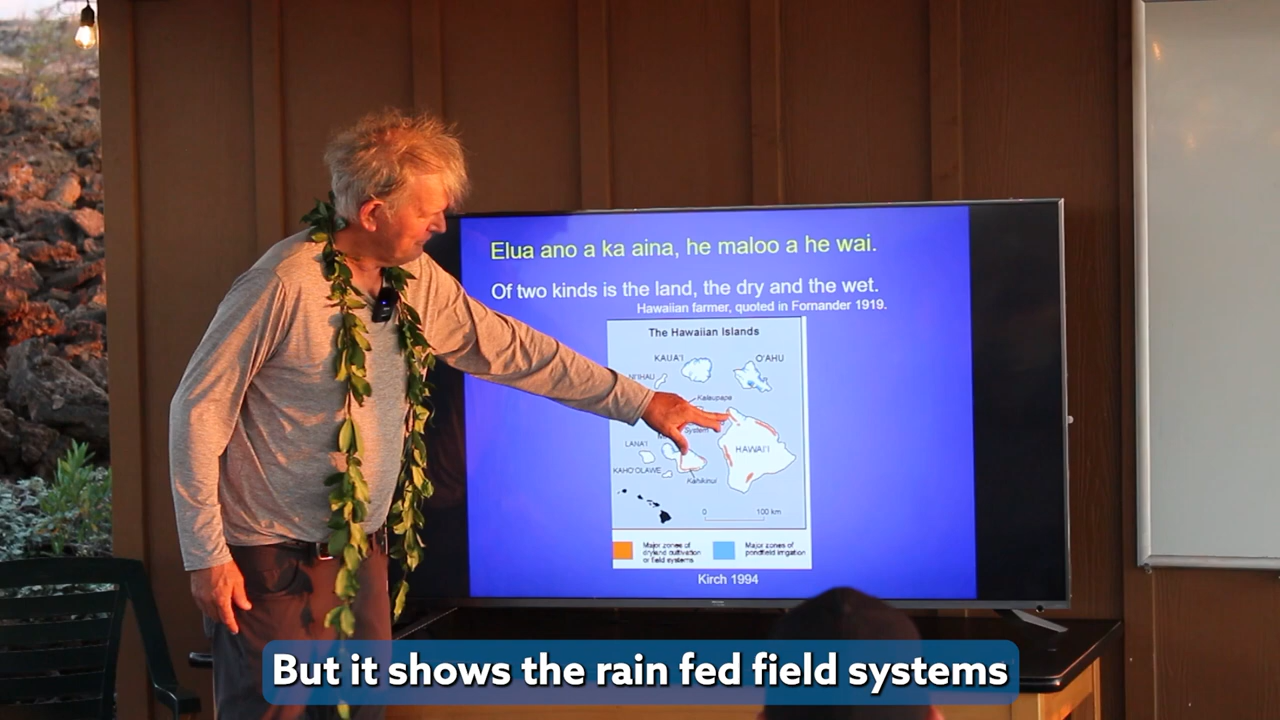 Elua ano a ka aina, he maloo a he wai.
Of two kinds is the land, the dry and the wet.
Hawaiian farmer, quoted in Fornander 1919.
The Hawaiian Islands
KAUA'I
O'AHU
NI'IHAU
Kalaupapa
System
LANA'I
HAWAI'I
KAHO'OLAWE
Kahikinui
0 100 km
Major zones of
dryland cultivation
or field systems
Major zones of
pondfield irrigation
Kirch 1994
But it shows the rain fed field systems